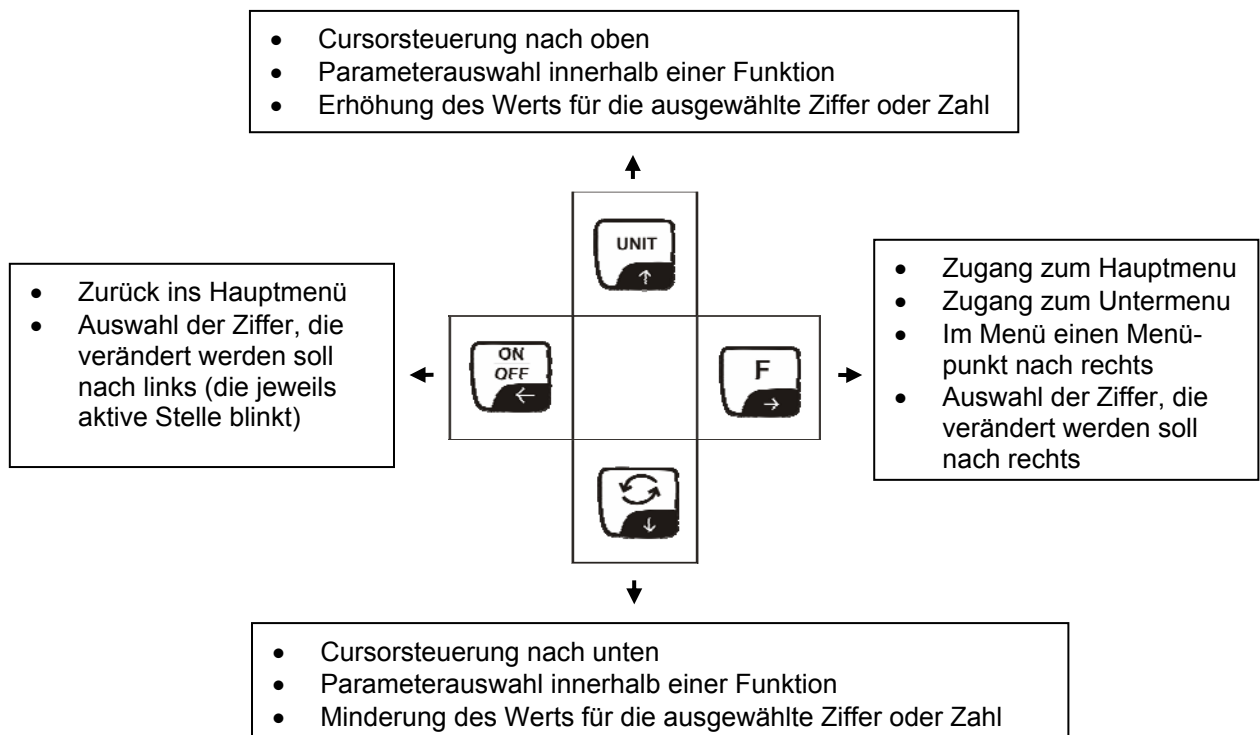 • Cursorsteuerung nach oben
• Parameterauswahl innerhalb einer Funktion
• Erhöhung des Werts für die ausgewählte Ziffer oder Zahl
UNIT
↑
• Zurück ins Hauptmenü
• Auswahl der Ziffer, die
verändert werden soll
nach links (die jeweils
aktive Stelle blinkt)
ON
OFF
←
F
→
• Zugang zum Hauptmenu
• Zugang zum Untermenu
• Im Menü einen Menü-
punkt nach rechts
• Auswahl der Ziffer, die
verändert werden soll
nach rechts
↓
• Cursorsteuerung nach unten
• Parameterauswahl innerhalb einer Funktion
• Minderung des Werts für die ausgewählte Ziffer oder Zahl